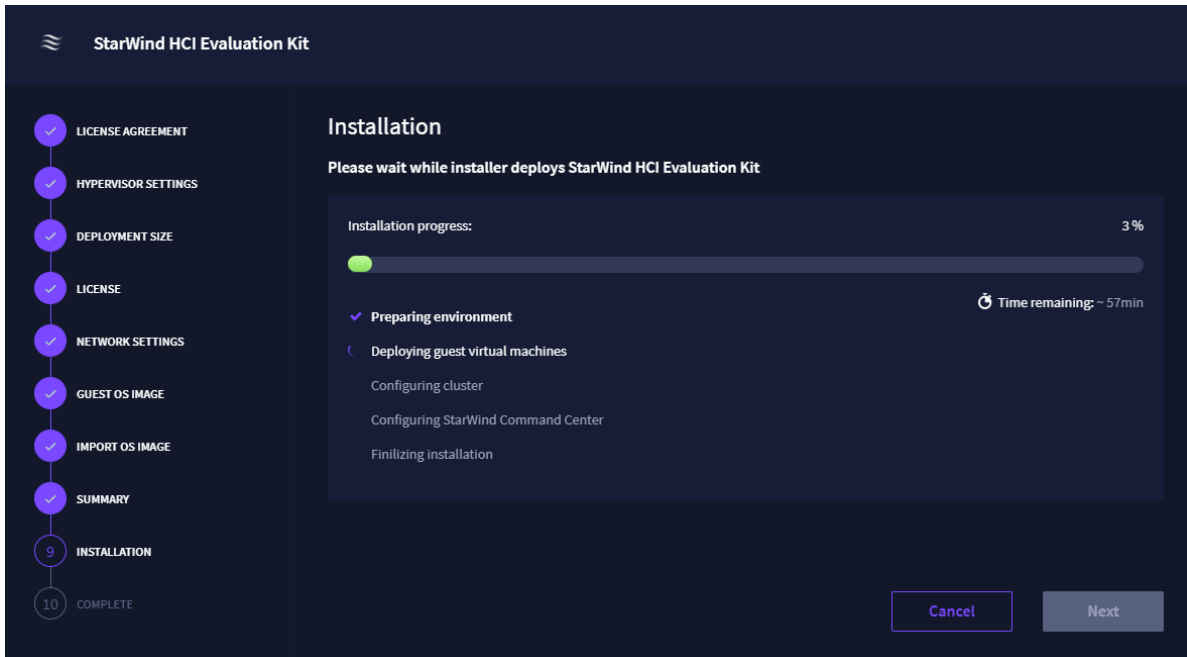 StarWind HCI Evaluation Kit
LICENSE AGREEMENT
HYPERVISOR SETTINGS
DEPLOYMENT SIZE
LICENSE
NETWORK SETTINGS
GUEST OS IMAGE
IMPORT OS IMAGE
SUMMARY
9 INSTALLATION
10 COMPLETE
Installation
Please wait while installer deploys StarWind HCI Evaluation Kit
Installation progress: 3 %
Time remaining: ~ 57min
Preparing environment
Deploying guest virtual machines
Configuring cluster
Configuring StarWind Command Center
Finilizing installation
Cancel Next